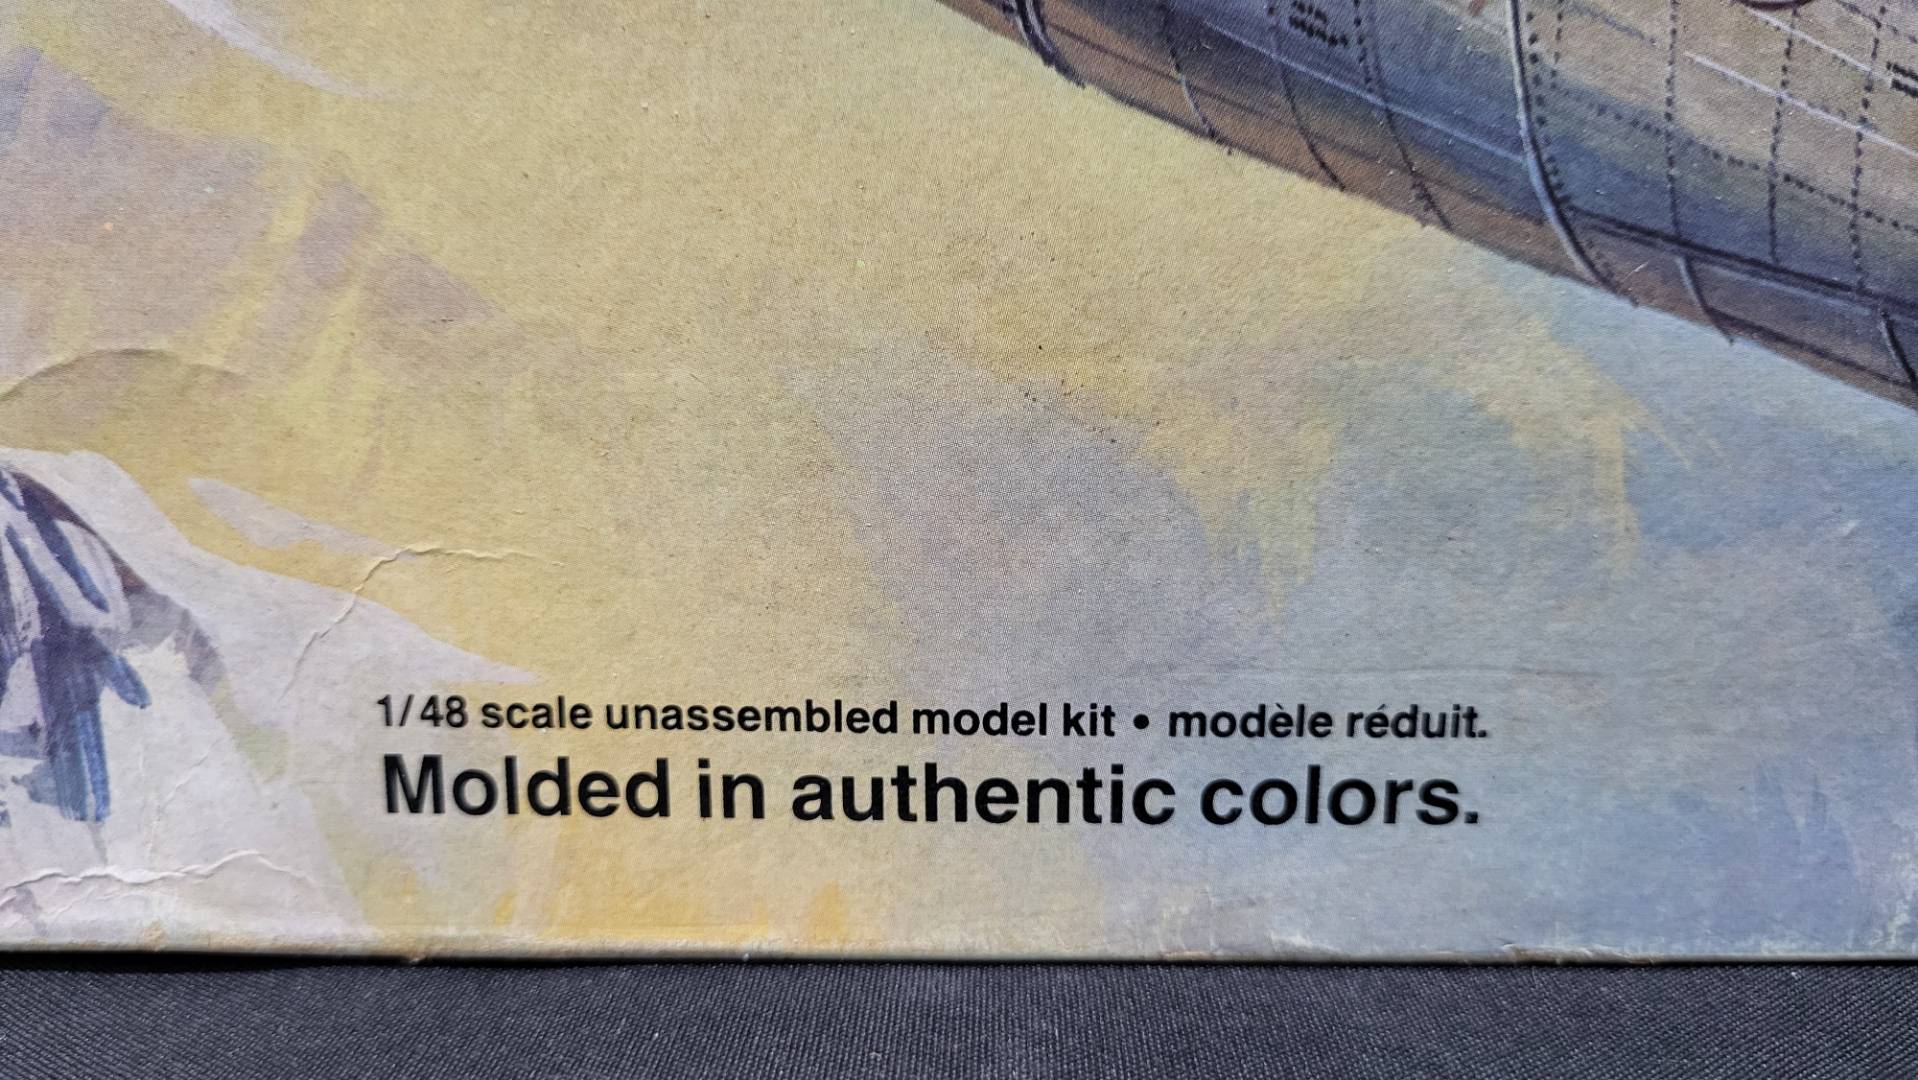 1/48 scale unassembled model kit • modèle réduit.
Molded in authentic colors.